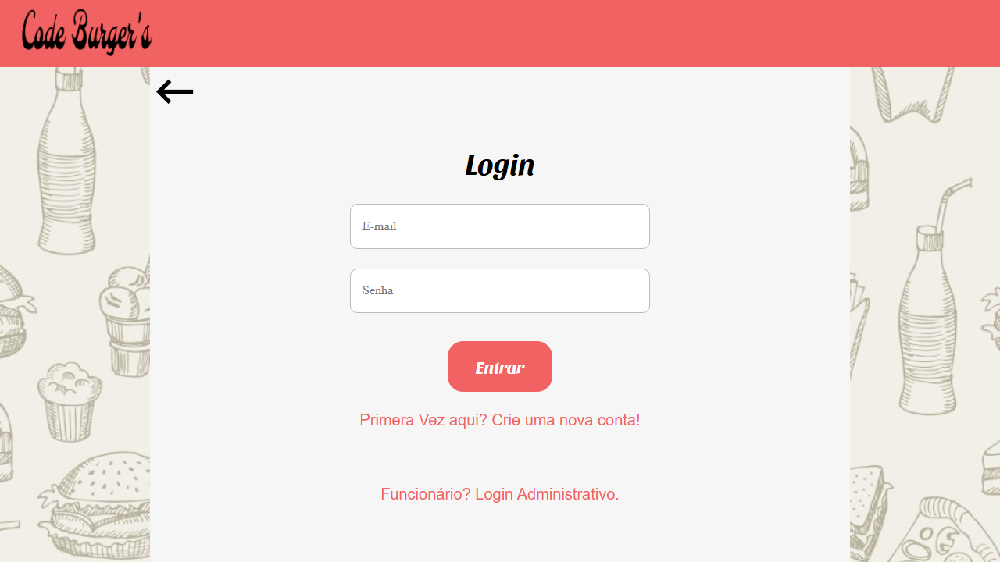 Code Burger's
Login
E-mail
Senha
Entrar
Primera Vez aqui? Crie uma nova conta!
Funcionário? Login Administrativo.